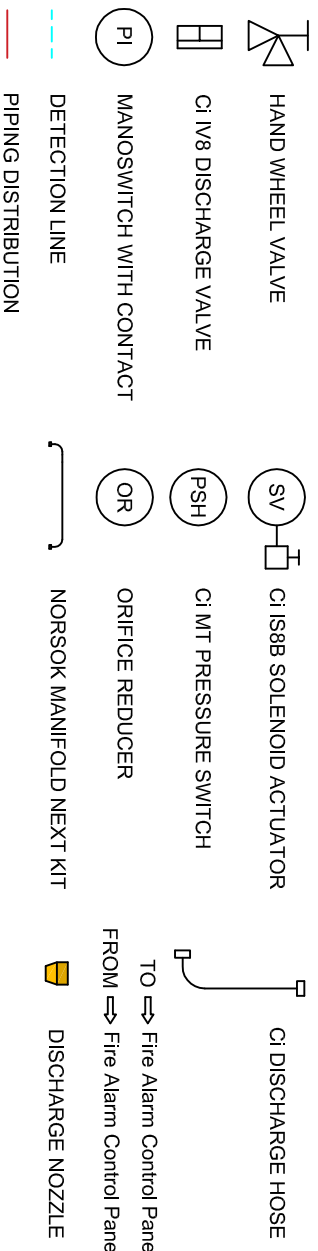 HAND WHEEL VALVE
Ci IV8 DISCHARGE VALVE
PI
MANOSWITCH WITH CONTACT
DETECTION LINE
PIPING DISTRIBUTION
SV
Ci IS8B SOLENOID ACTUATOR
PSH
Ci MT PRESSURE SWITCH
OR
ORIFICE REDUCER
NORSOK MANIFOLD NEXT KIT
Ci DISCHARGE HOSE
TO ⇨ Fire Alarm Control Pane
FROM ⇨ Fire Alarm Control Pane
DISCHARGE NOZZLE